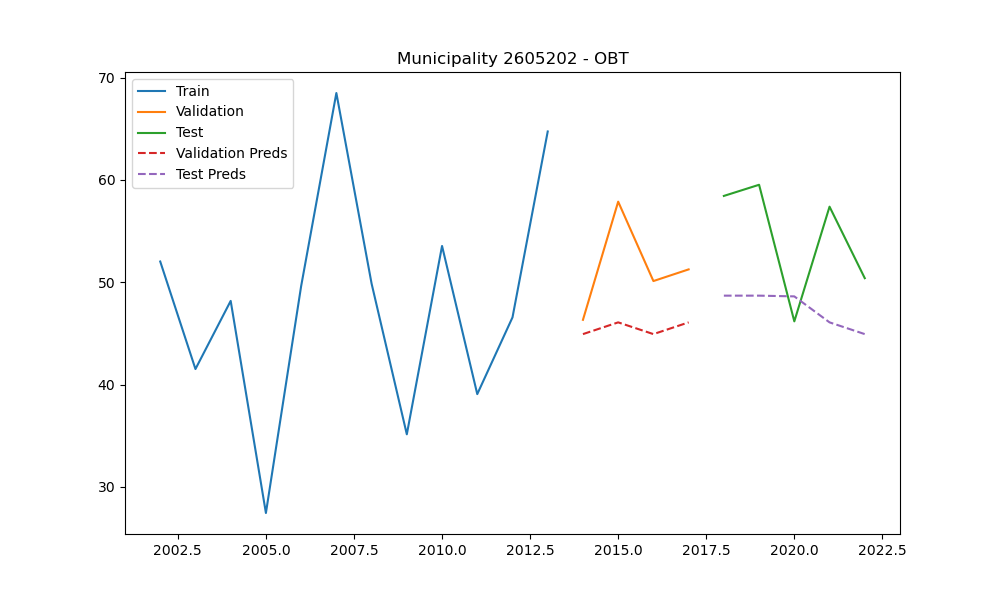 Municipality 2605202 - OBT
Train
Validation
Test
Validation Preds
Test Preds
70
60
50
40
30
2002.5 2005.0 2007.5 2010.0 2012.5 2015.0 2017.5 2020.0 2022.5